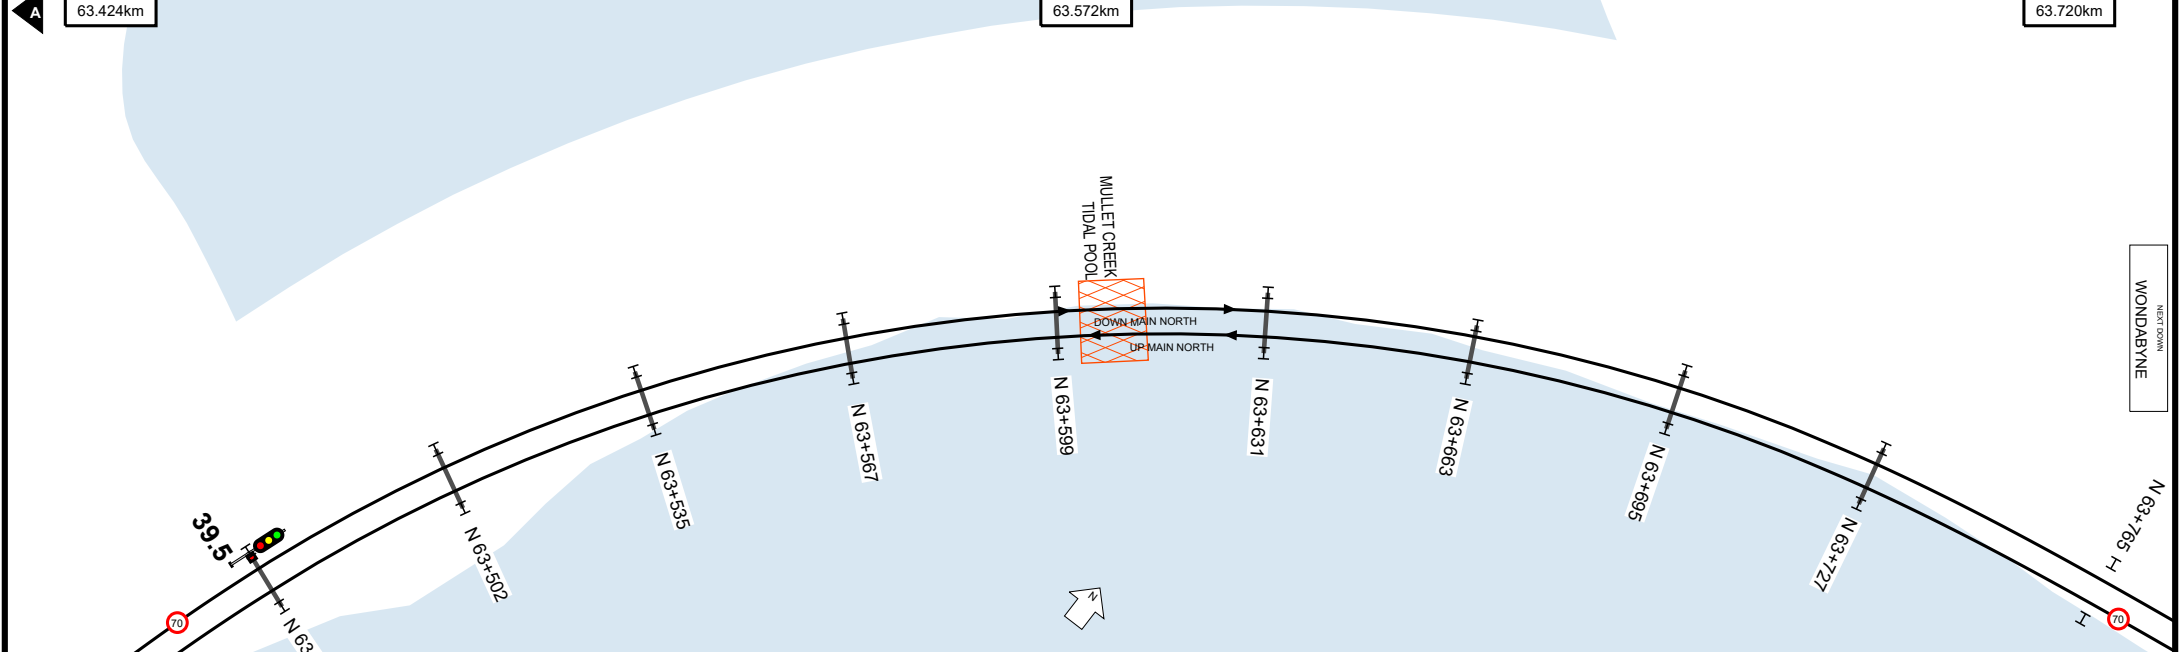 A
63.424km
63.572km
63.720km
MULLET CREEK
TIDAL POOL
DOWN MAIN NORTH
UP MAIN NORTH
NEXT DOWN
WONDABYNE
39.5
70
N 63
N 63+502
N 63+535
N 63+567
N 63+599
N 63+631
N 63+663
N 63+695
N 63+727
N 63+765
70
N